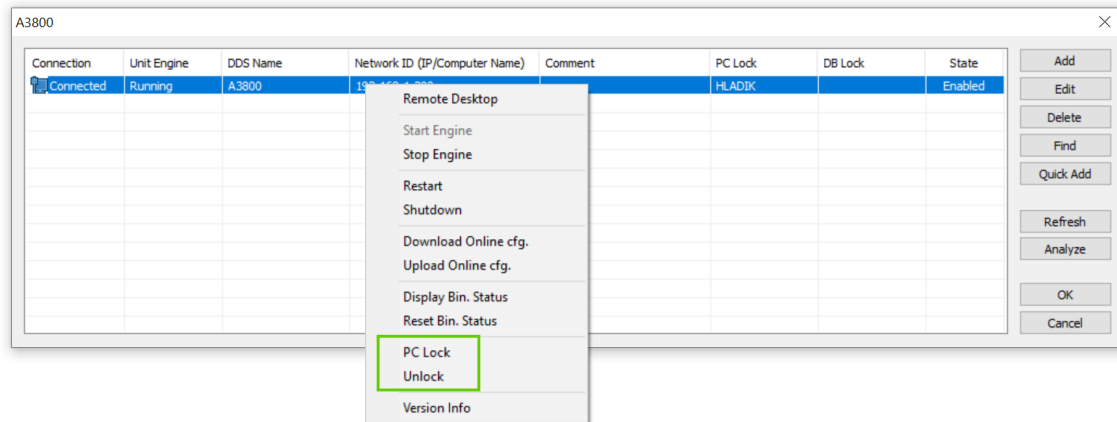 A3800
Connection Unit Engine DDS Name Network ID (IP/Computer Name) Comment PC Lock DB Lock State
Connected Running A3800 HLADIK Enabled
Add
Edit
Delete
Find
Quick Add
Refresh
Analyze
OK
Cancel
Remote Desktop
Start Engine
Stop Engine
Restart
Shutdown
Download Online cfg.
Upload Online cfg.
Display Bin. Status
Reset Bin. Status
PC Lock
Unlock
Version Info